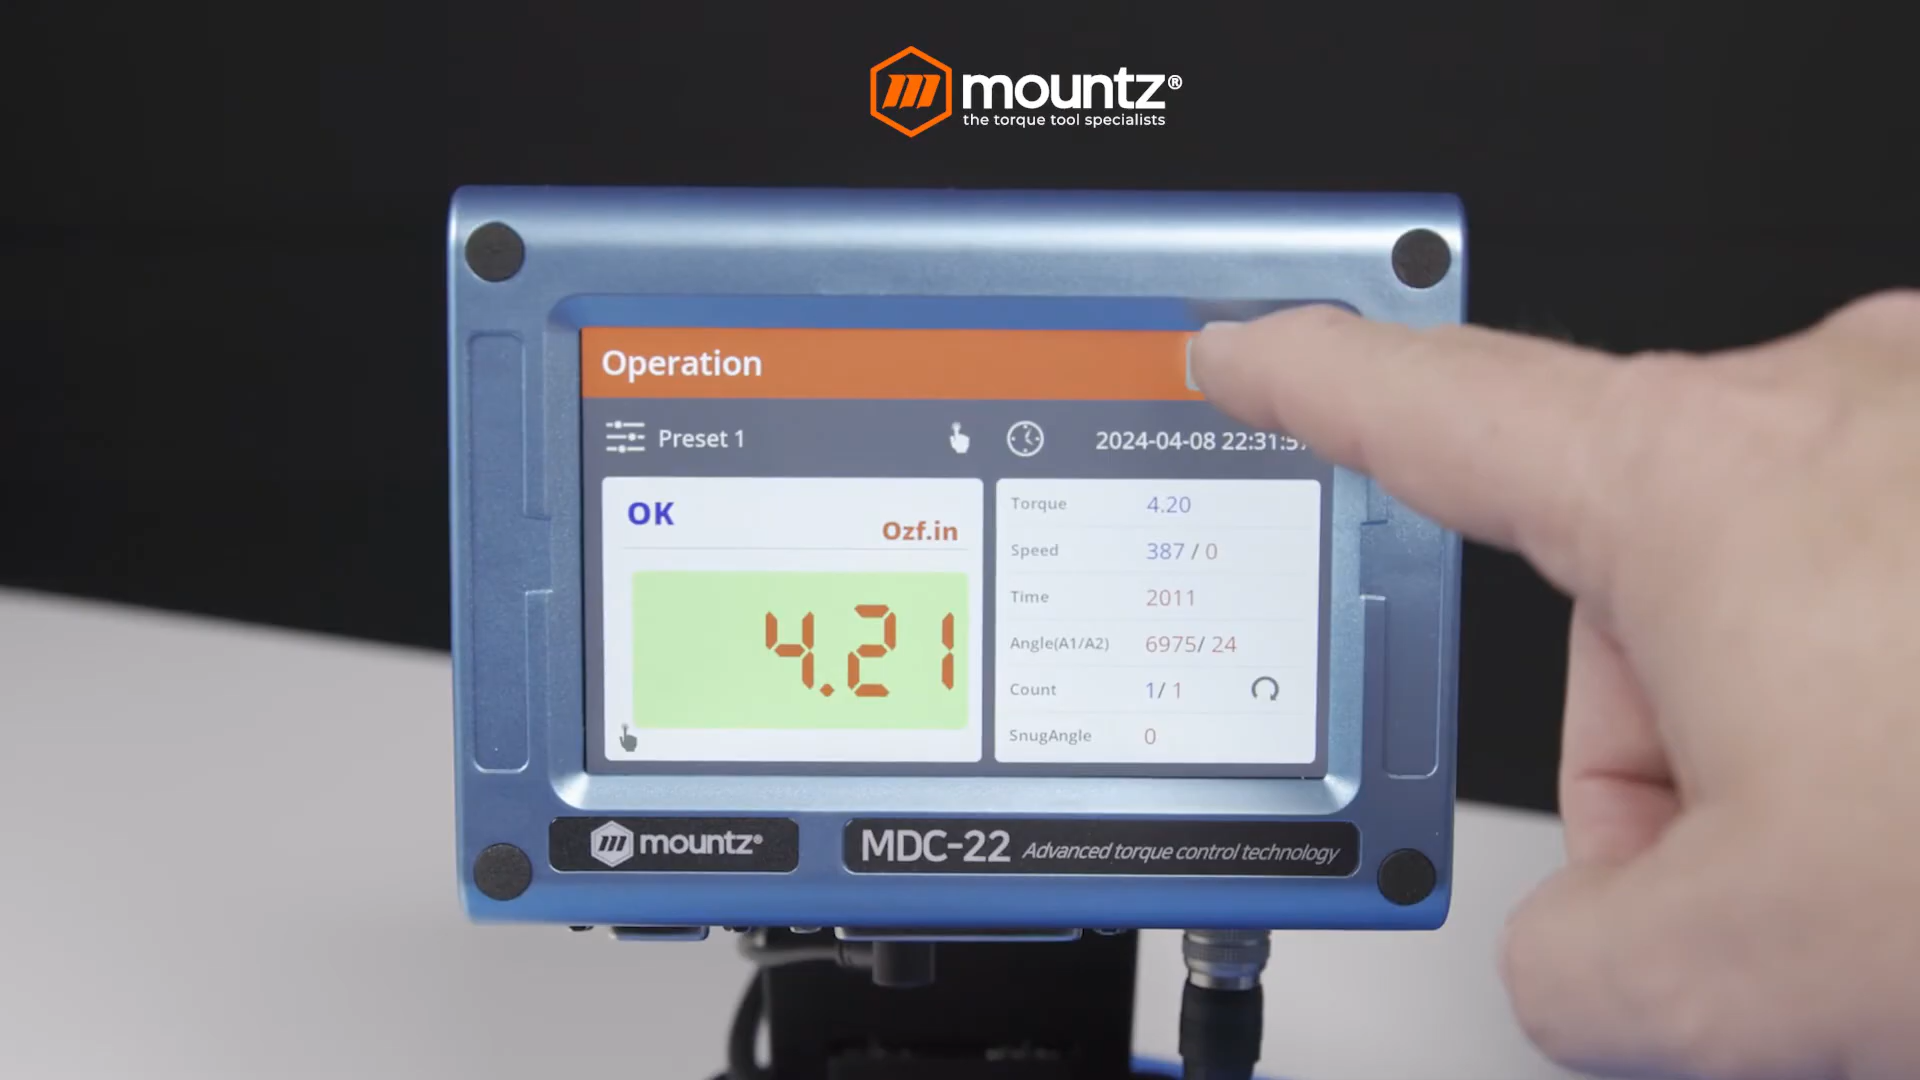 mountz®
the torque tool specialists
Operation
Preset 1
2024-04-08 22:31:5
OK
Ozf.in
4.21
Torque 4.20
Speed 387 / 0
Time 2011
Angle(A1/A2) 6975/ 24
Count 1/ 1
SnugAngle 0
mountz®
MDC-22 Advanced torque control technology